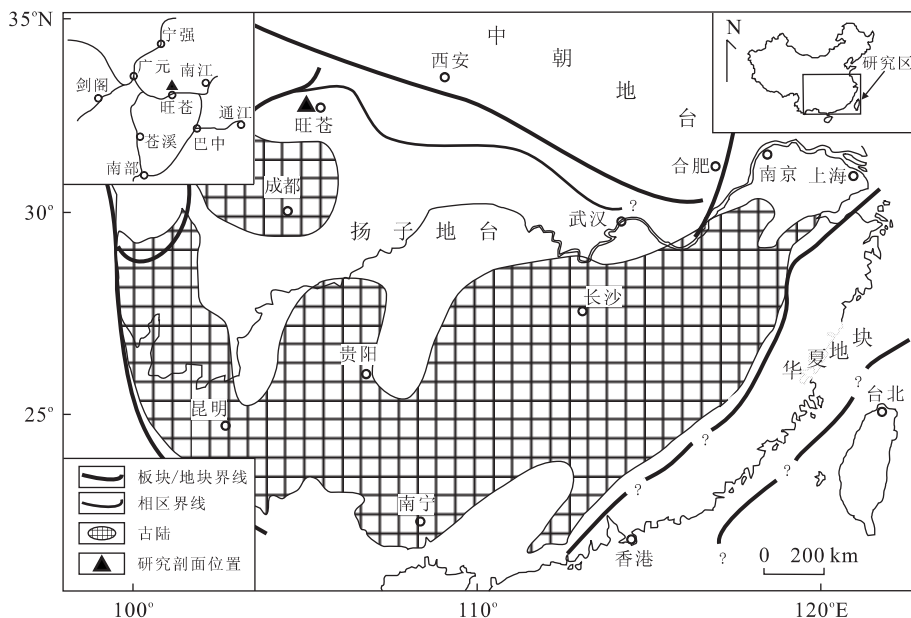 35°N
30°
25°
100°
110°
120°E
宁强
广元
南江
剑阁
旺苍
通江
苍溪
巴中
南部
中朝地台
西安
N
研究区
旺苍
成都
合肥
南京
上海
武汉
?
扬子地台
长沙
贵阳
昆明
华夏地块
?
台北
?
?
?
南宁
香港
?
0 200 km
板块/地块界线
相区界线
古陆
研究剖面位置